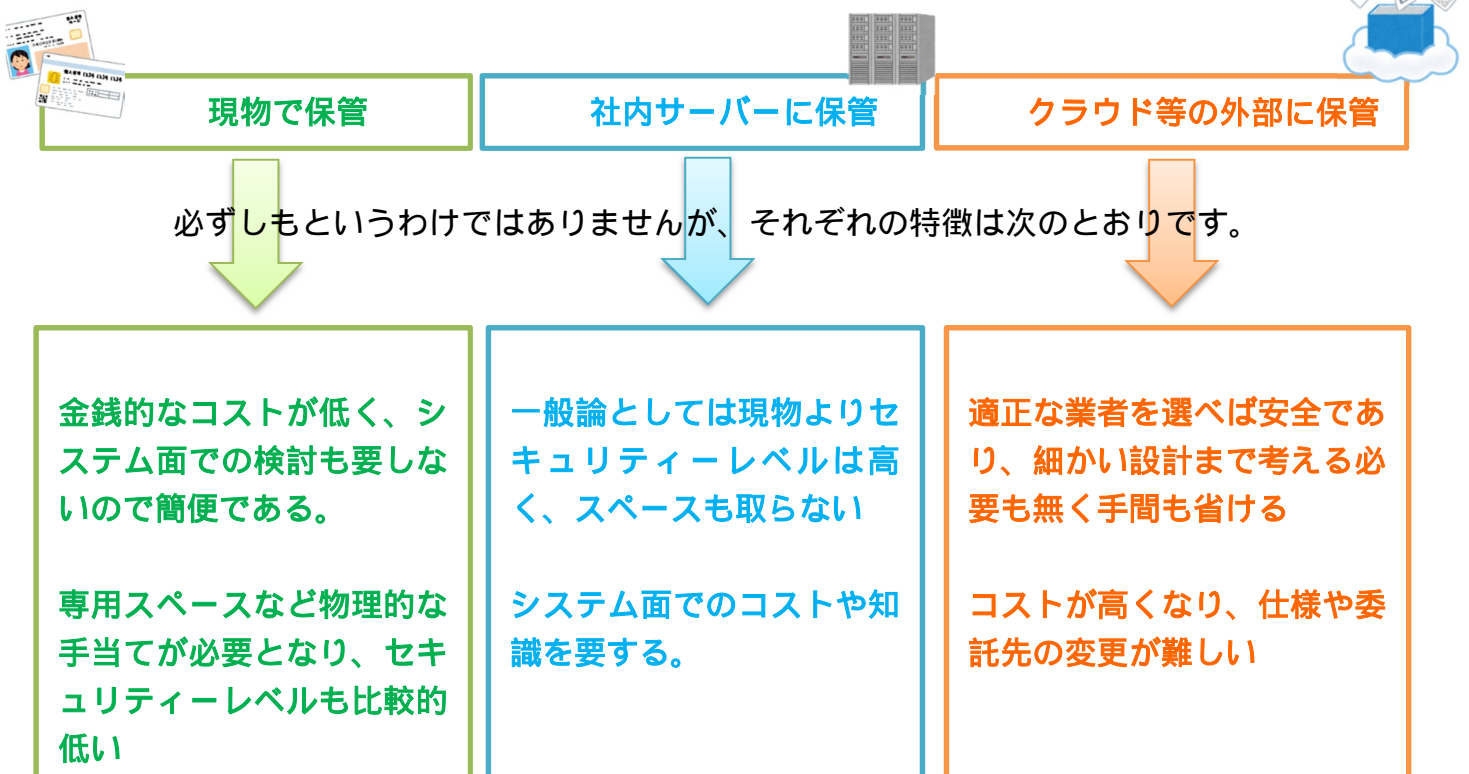 現物で保管
社内サーバーに保管
クラウド等の外部に保管
必ずしもというわけではありませんが、それぞれの特徴は次のとおりです。
金銭的なコストが低く、シ
ステム面での検討も要しな
いので簡便である。
専用スペースなど物理的な
手当てが必要となり、セキ
ュリティーレベルも比較的
低い
一般論としては現物よりセ
キュリティーレベルは高
く、スペースも取らない
システム面でのコストや知
識を要する。
適正な業者を選べば安全であ
り、細かい設計まで考える必
要も無く手間も省ける
コストが高くなり、仕様や委
託先の変更が難しい